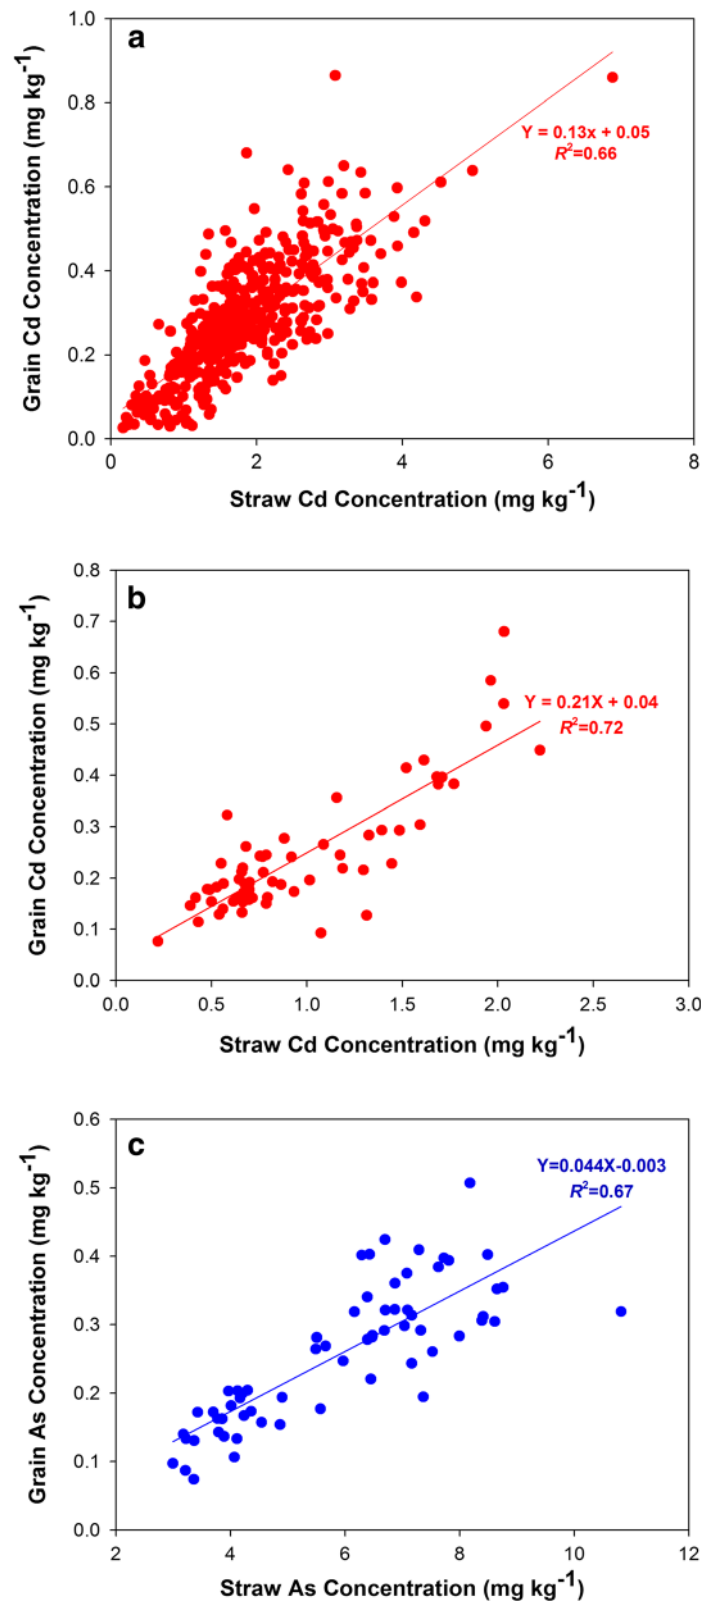 a
Grain Cd Concentration (mg kg-1)
1.0
0.8
0.6
0.4
0.2
0.0
Y = 0.13x + 0.05
R2=0.66
0 2 4 6 8
Straw Cd Concentration (mg kg-1)
b
Grain Cd Concentration (mg kg-1)
0.8
0.7
0.6
0.5
0.4
0.3
0.2
0.1
0.0
Y = 0.21X + 0.04
R2=0.72
0.0 0.5 1.0 1.5 2.0 2.5 3.0
Straw Cd Concentration (mg kg-1)
c
Grain As Concentration (mg kg-1)
0.6
0.5
0.4
0.3
0.2
0.1
0.0
Y=0.044X-0.003
R2=0.67
2 4 6 8 10 12
Straw As Concentration (mg kg-1)